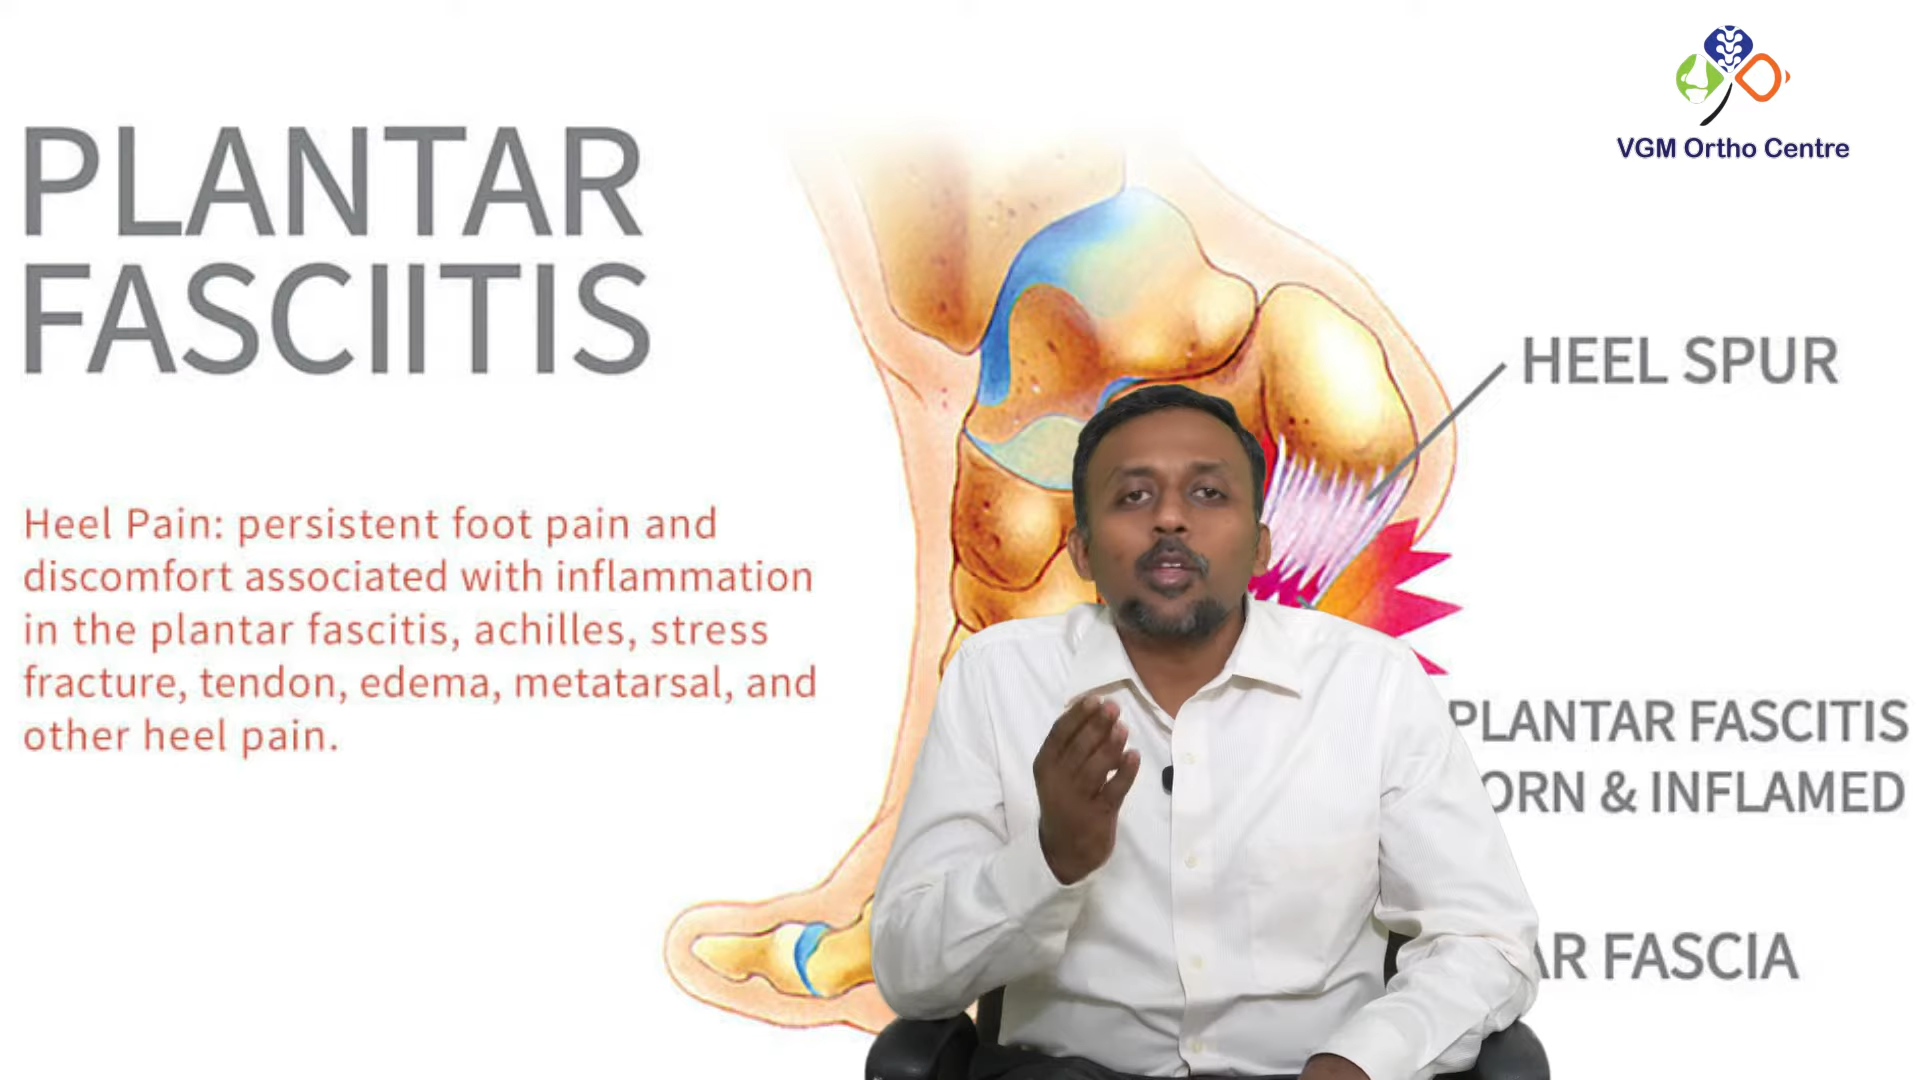 VGM Ortho Centre
PLANTAR
FASCIITIS
HEEL SPUR
Heel Pain: persistent foot pain and
discomfort associated with inflammation
in the plantar fascitis, achilles, stress
fracture, tendon, edema, metatarsal, and
other heel pain.
PLANTAR FASCITIS
ORN & INFLAMED
AR FASCIA